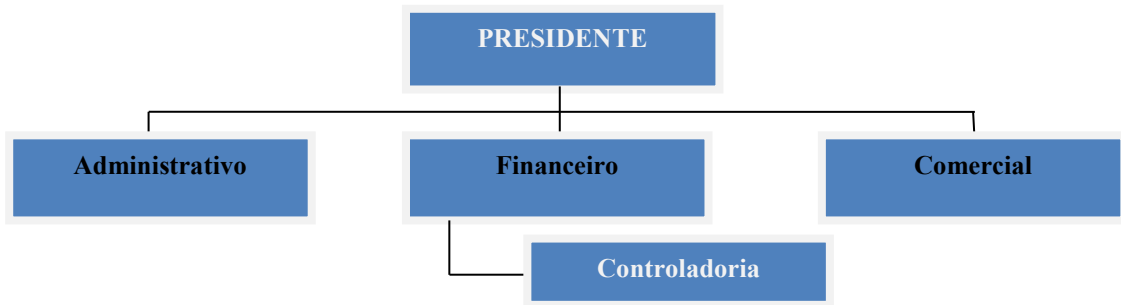 PRESIDENTE
Administrativo
Financeiro
Comercial
Controladoria